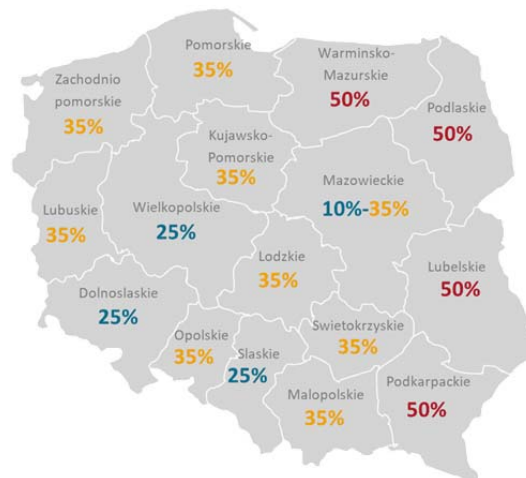 Pomorskie
35%
Warminsko-
Mazurskie
50%
Zachodnio
pomorskie
35%
Podlaskie
50%
Kujawsko-
Pomorskie
35%
Mazowieckie
10%-35%
Lubuskie
35%
Wielkopolskie
25%
Lodzkie
35%
Lubelskie
50%
Dolnoslaskie
25%
Opolskie
35%
Slaskie
25%
Swietokrzyskie
35%
Malopolskie
35%
Podkarpackie
50%